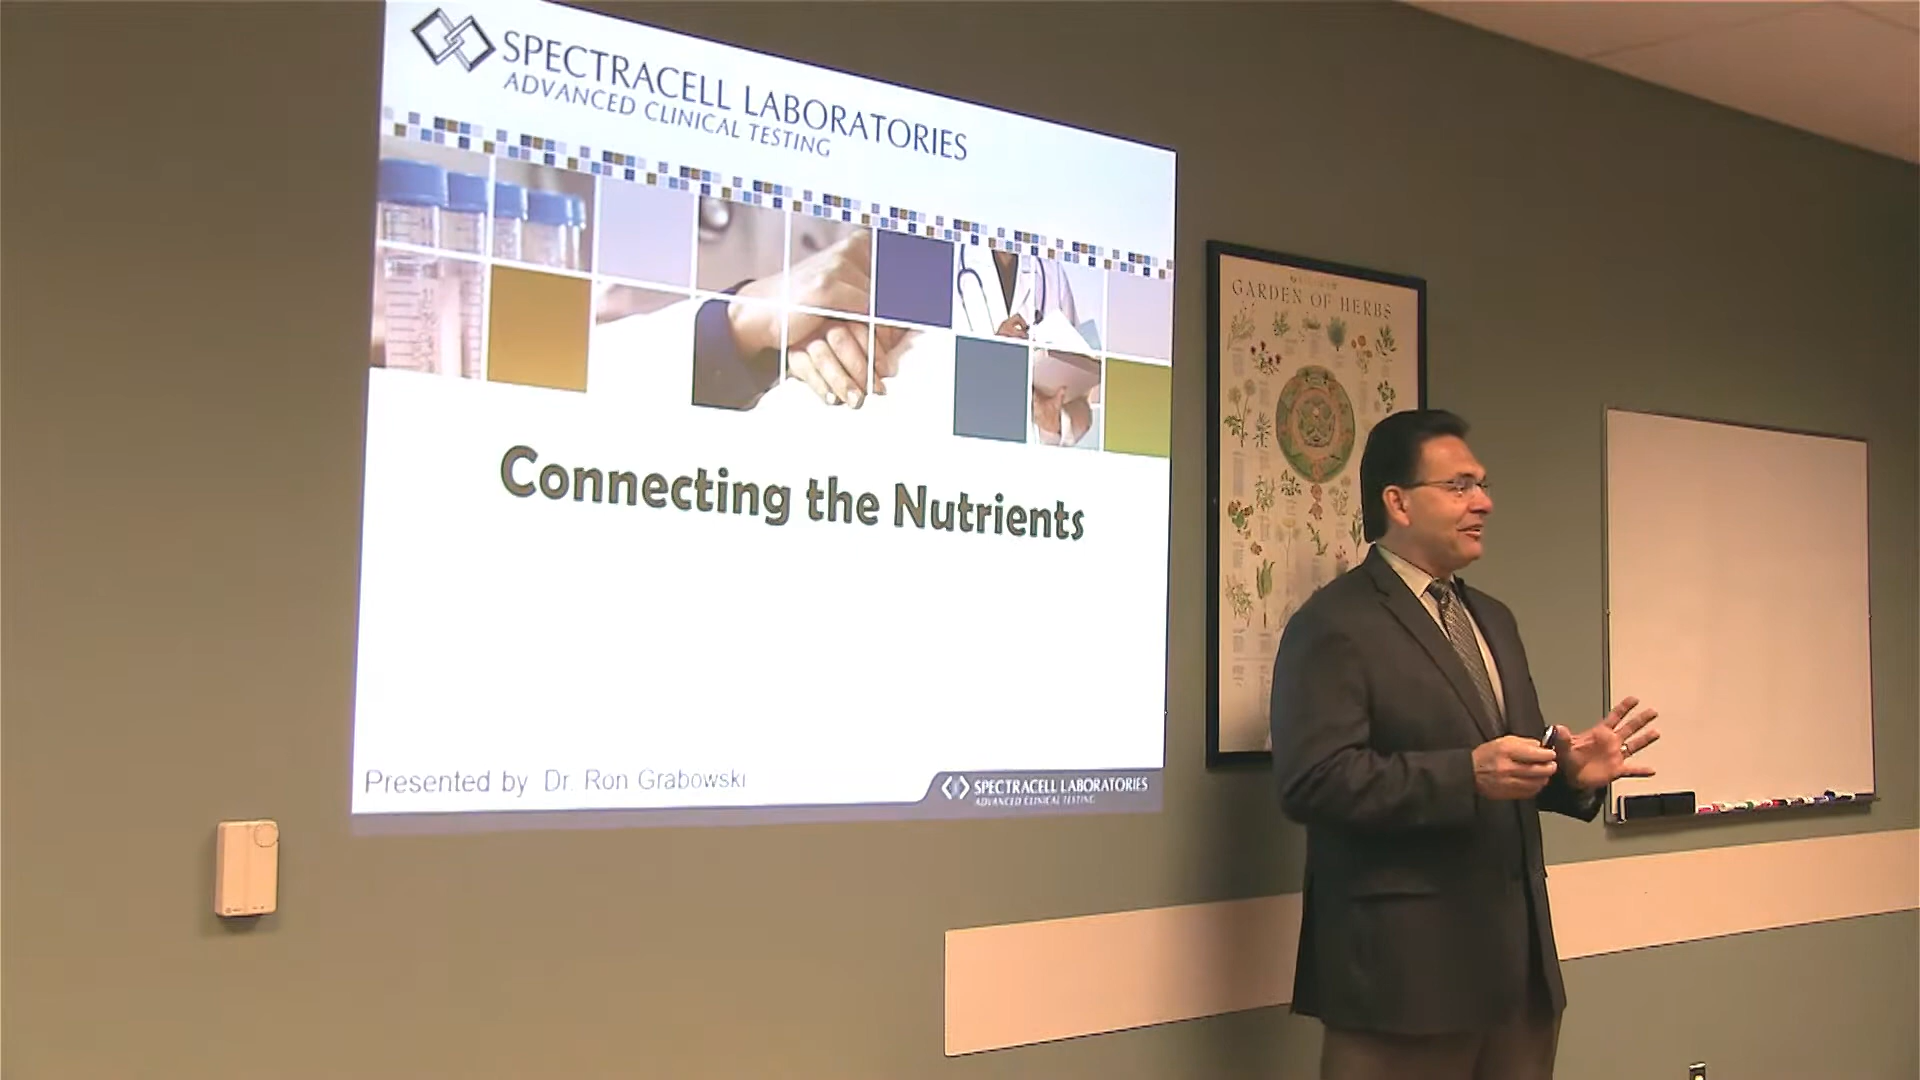 SPECTRACELL LABORATORIES
ADVANCED CLINICAL TESTING
Connecting the Nutrients
Presented by Dr. Ron Grabowski
SPECTRACELL LABORATORIES
ADVANCED CLINICAL TESTING
GARDEN OF HERBS